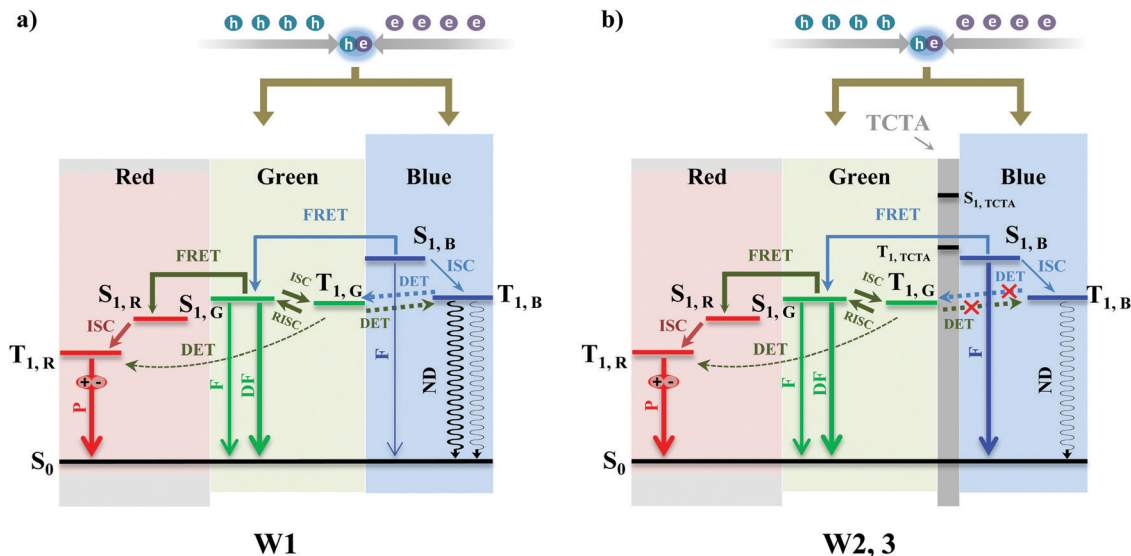 a)
h h h h e e e e
h e
Red Green Blue
FRET
S1, B
FRET
ISC
ISC
T1, G
DET
S1, R
S1, G
T1, B
RISC
DET
ISC
T1, R
DET
+ -
P
F
DF
F
ND
S0
W1
b)
h h h h e e e e
h e
TCTA
Red Green Blue
S1, TCTA
FRET
S1, B
T1, TCTA
FRET
ISC
ISC
T1, G
DET
S1, R
S1, G
T1, B
RISC
DET
ISC
T1, R
DET
+ -
P
F
DF
F
ND
S0
W2, 3